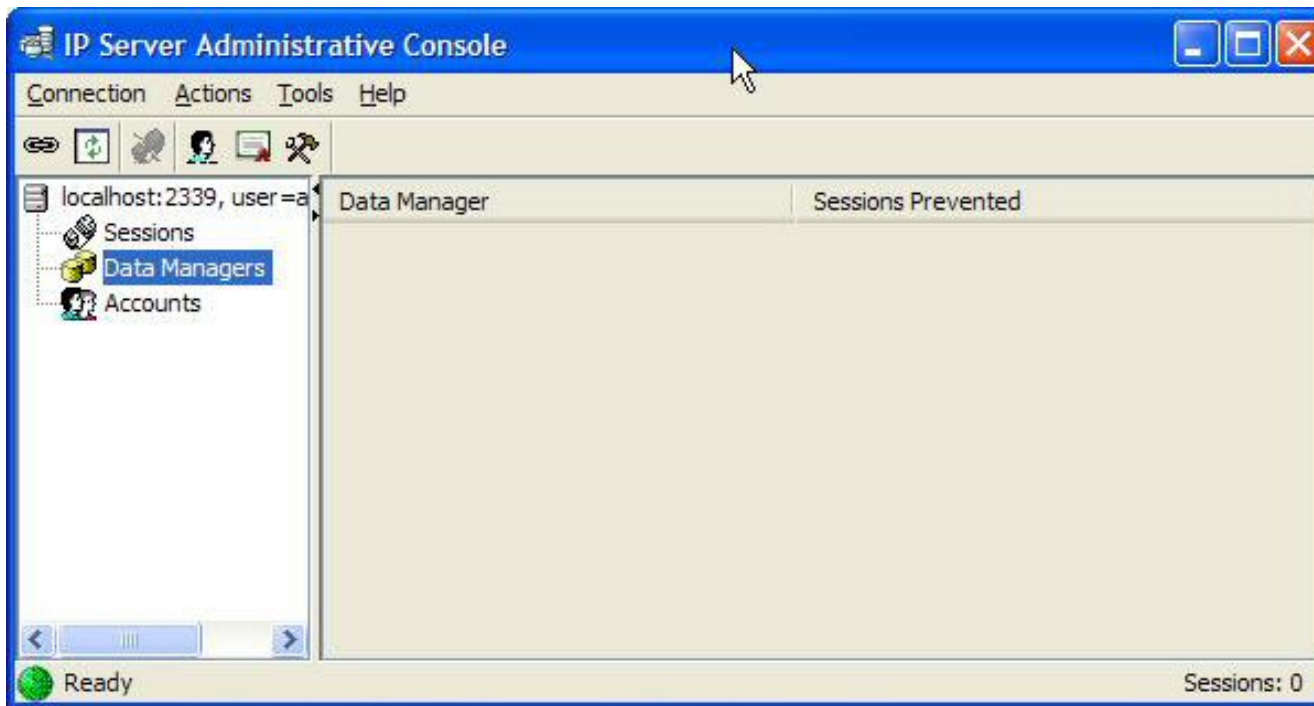 IP Server Administrative Console
Connection Actions Tools Help
localhost:2339, user=a
Data Manager Sessions Prevented
Sessions
Data Managers
Accounts
Ready Sessions: 0